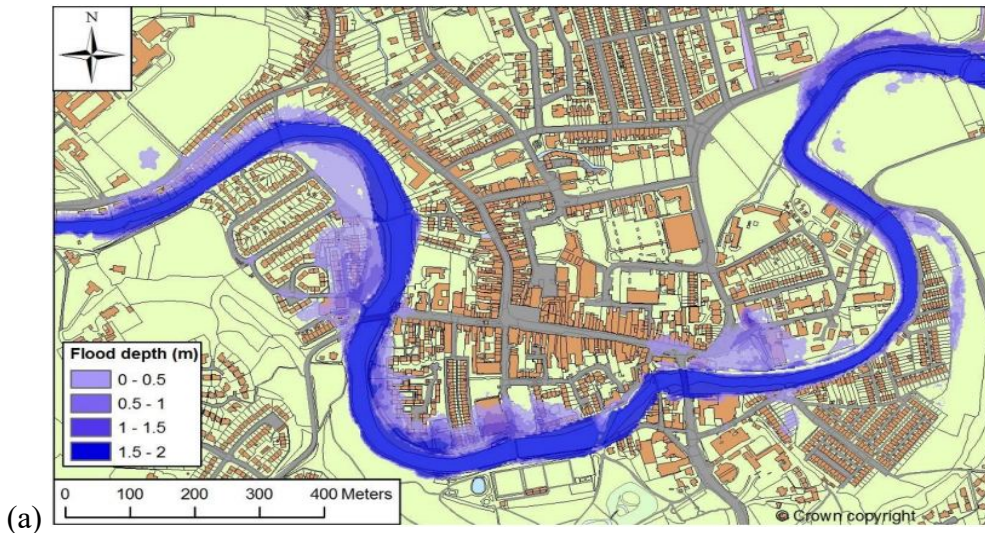 N
Flood depth (m)
0 - 0.5
0.5 - 1
1 - 1.5
1.5 - 2
0 100 200 300 400 Meters
© Crown copyright
(a)